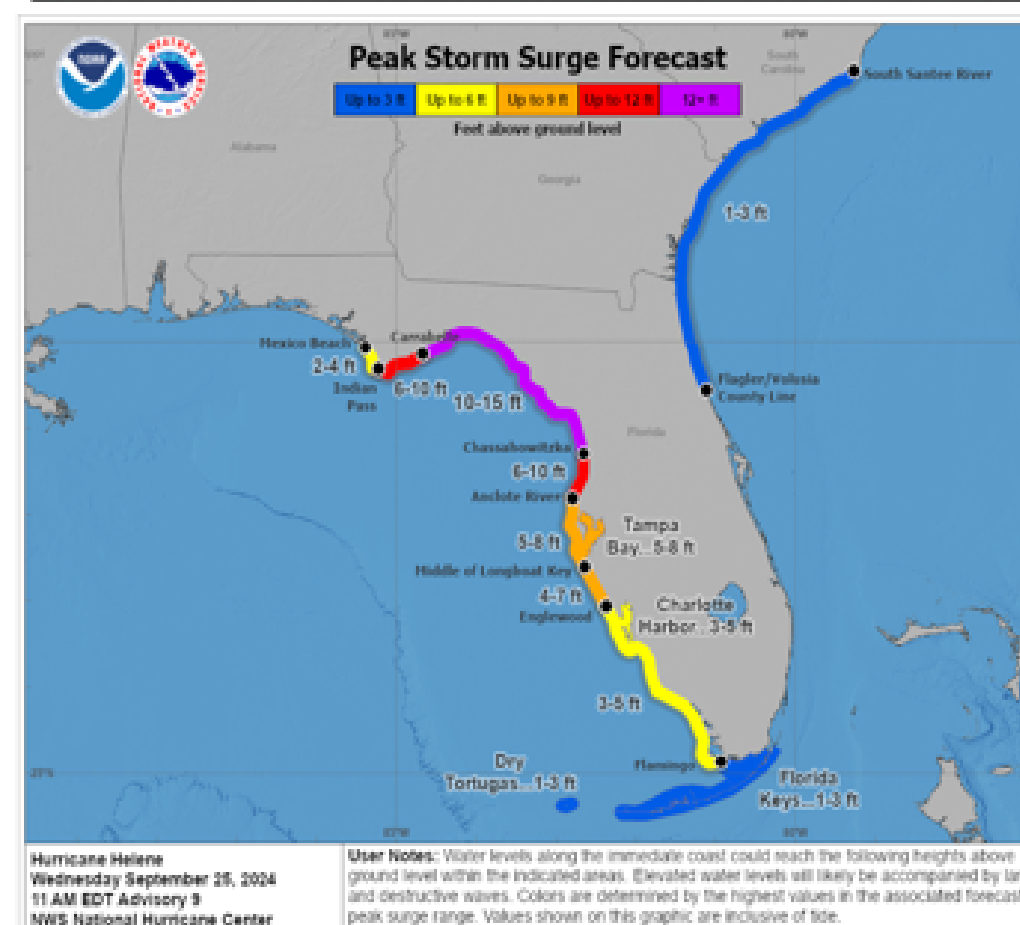 80°W
80°W
Peak Storm Surge Forecast
South
Carolina
South Santee River
Up to 3 ft
Up to 6 ft
Up to 9 ft
Up to 12 ft
12+ ft
Feet above ground level
Alabama
Georgia
1-3 ft
Mexico Beach
Carrabelle
2-4 ft
Indian
Pass
6-10 ft
10-15 ft
Flagler/Volusia
County Line
Florida
Chassahowitzka
6-10 ft
Anclote River
5-8 ft
Tampa
Bay...5-8 ft
Middle of Longboat Key
4-7 ft
Englewood
Charlotte
Harbor...3-5 ft
3-5 ft
Flamingo
Dry
Tortugas...1-3 ft
Florida
Keys...1-3 ft
80°W
Hurricane Helene
Wednesday September 25, 2024
11 AM EDT Advisory 9
NWS National Hurricane Center
User Notes: Water levels along the immediate coast could reach the following heights above
ground level within the indicated areas. Elevated water levels will likely be accompanied by
and destructive waves. Colors are determined by the highest values in the associated forecast
peak surge range. Values shown on this graphic are inclusive of tide.